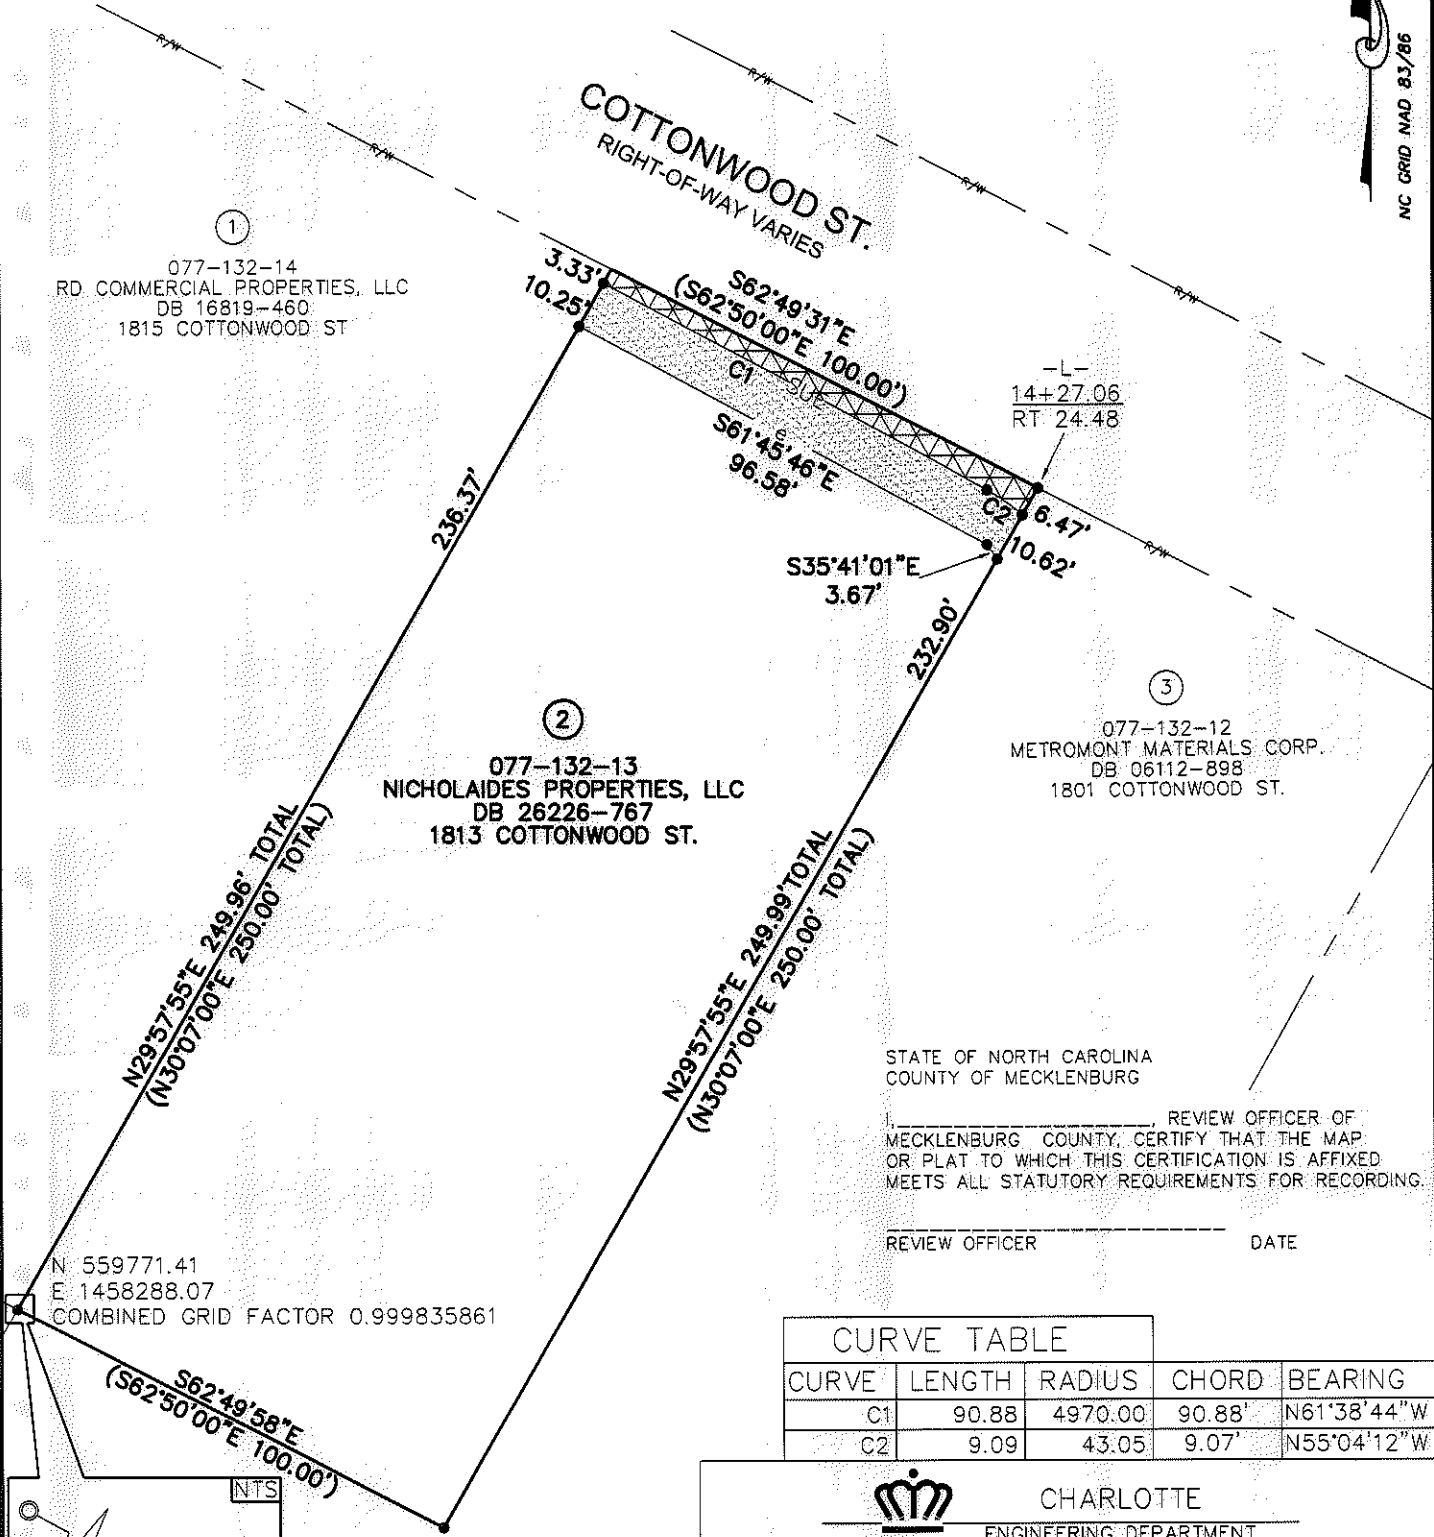 NC GRID NAD 83/86
R/W
R/W
R/W
R/W
R/W
R/W
COTTONWOOD ST.
RIGHT-OF-WAY VARIES
1
077-132-14
RD COMMERCIAL PROPERTIES, LLC
DB 16819-460
1815 COTTONWOOD ST
3.33'
10.25'
S62°49'31"E
(S62°50'00"E 100.00')
C1
SUE
e
S61°45'46"E
96.58'
-L-
14+27.06
RT 24.48
C2
6.47'
10.62'
S35°41'01"E
3.67'
236.37'
232.90'
2
077-132-13
NICHOLAIDES PROPERTIES, LLC
DB 26226-767
1813 COTTONWOOD ST.
3
077-132-12
METROMONT MATERIALS CORP.
DB 06112-898
1801 COTTONWOOD ST.
N29°57'55"E 249.96' TOTAL
(N30°07'00"E 250.00' TOTAL)
N29°57'55"E 249.99'TOTAL
(N30°07'00"E 250.00' TOTAL)
STATE OF NORTH CAROLINA
COUNTY OF MECKLENBURG
I,____________________, REVIEW OFFICER OF
MECKLENBURG COUNTY, CERTIFY THAT THE MAP
OR PLAT TO WHICH THIS CERTIFICATION IS AFFIXED
MEETS ALL STATUTORY REQUIREMENTS FOR RECORDING.
REVIEW OFFICER DATE
N 559771.41
E 1458288.07
COMBINED GRID FACTOR 0.999835861
S62°49'58"E
(S62°50'00"E 100.00')
NTS
CURVE TABLE
CURVE LENGTH RADIUS CHORD BEARING
C1 90.88 4970.00 90.88' N61°38'44"W
C2 9.09 43.05 9.07' N55°04'12"W
CHARLOTTE
ENGINEERING DEPARTMENT